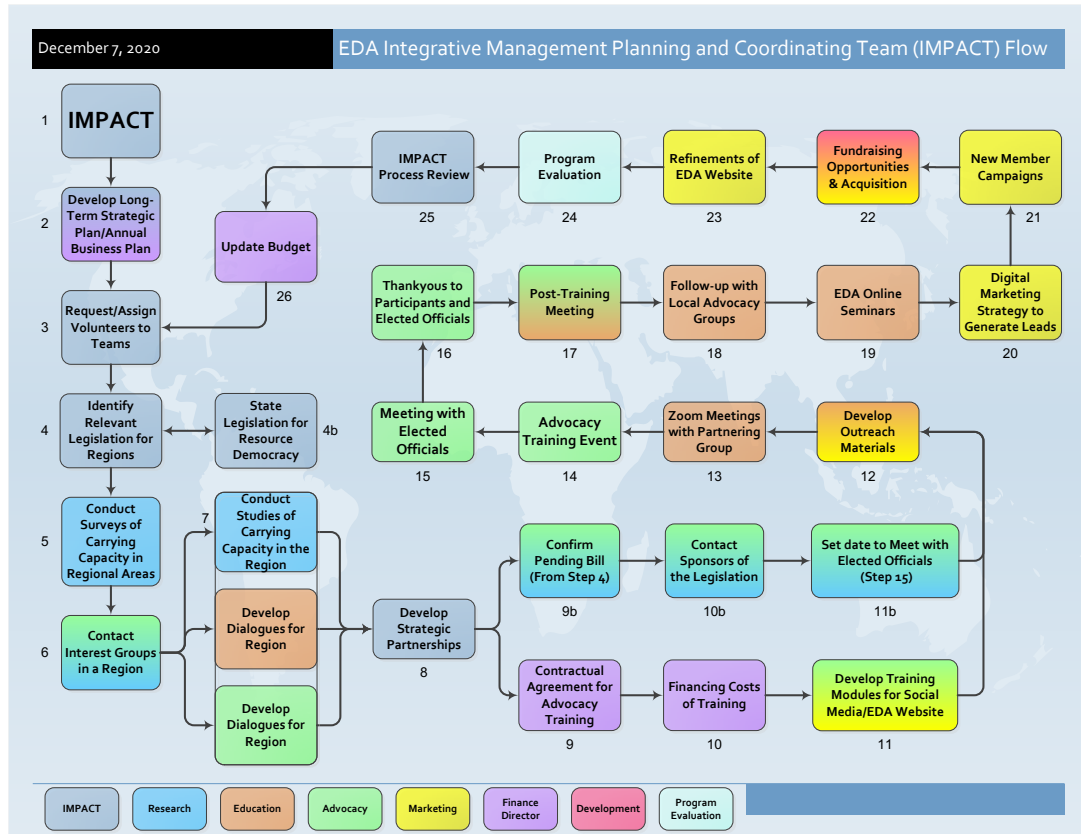 December 7, 2020
EDA Integrative Management Planning and Coordinating Team (IMPACT) Flow
1
IMPACT
2
Develop Long-
Term Strategic
Plan/Annual
Business Plan
3
Request/Assign
Volunteers to
Teams
4
Identify
Relevant
Legislation for
Regions
State
Legislation for
Resource
Democracy
4b
5
Conduct
Surveys of
Carrying
Capacity in
Regional Areas
6
Contact
Interest Groups
in a Region
7
Conduct
Studies of
Carrying
Capacity in the
Region
Develop
Dialogues for
Region
Develop
Dialogues for
Region
Develop
Strategic
Partnerships
8
Confirm
Pending Bill
(From Step 4)
9b
Contact
Sponsors of
the Legislation
10b
Set date to Meet with
Elected Officials
(Step 15)
11b
Contractual
Agreement for
Advocacy
Training
9
Financing Costs
of Training
10
Develop Training
Modules for Social
Media/EDA Website
11
Develop
Outreach
Materials
12
Zoom Meetings
with Partnering
Group
13
Advocacy
Training Event
14
Meeting with
Elected
Officials
15
Thankyous to
Participants and
Elected Officials
16
Post-Training
Meeting
17
Follow-up with
Local Advocacy
Groups
18
EDA Online
Seminars
19
Digital
Marketing
Strategy to
Generate Leads
20
New Member
Campaigns
21
Fundraising
Opportunities
& Acquisition
22
Refinements of
EDA Website
23
Program
Evaluation
24
IMPACT
Process Review
25
Update Budget
26
IMPACT
Research
Education
Advocacy
Marketing
Finance
Director
Development
Program
Evaluation